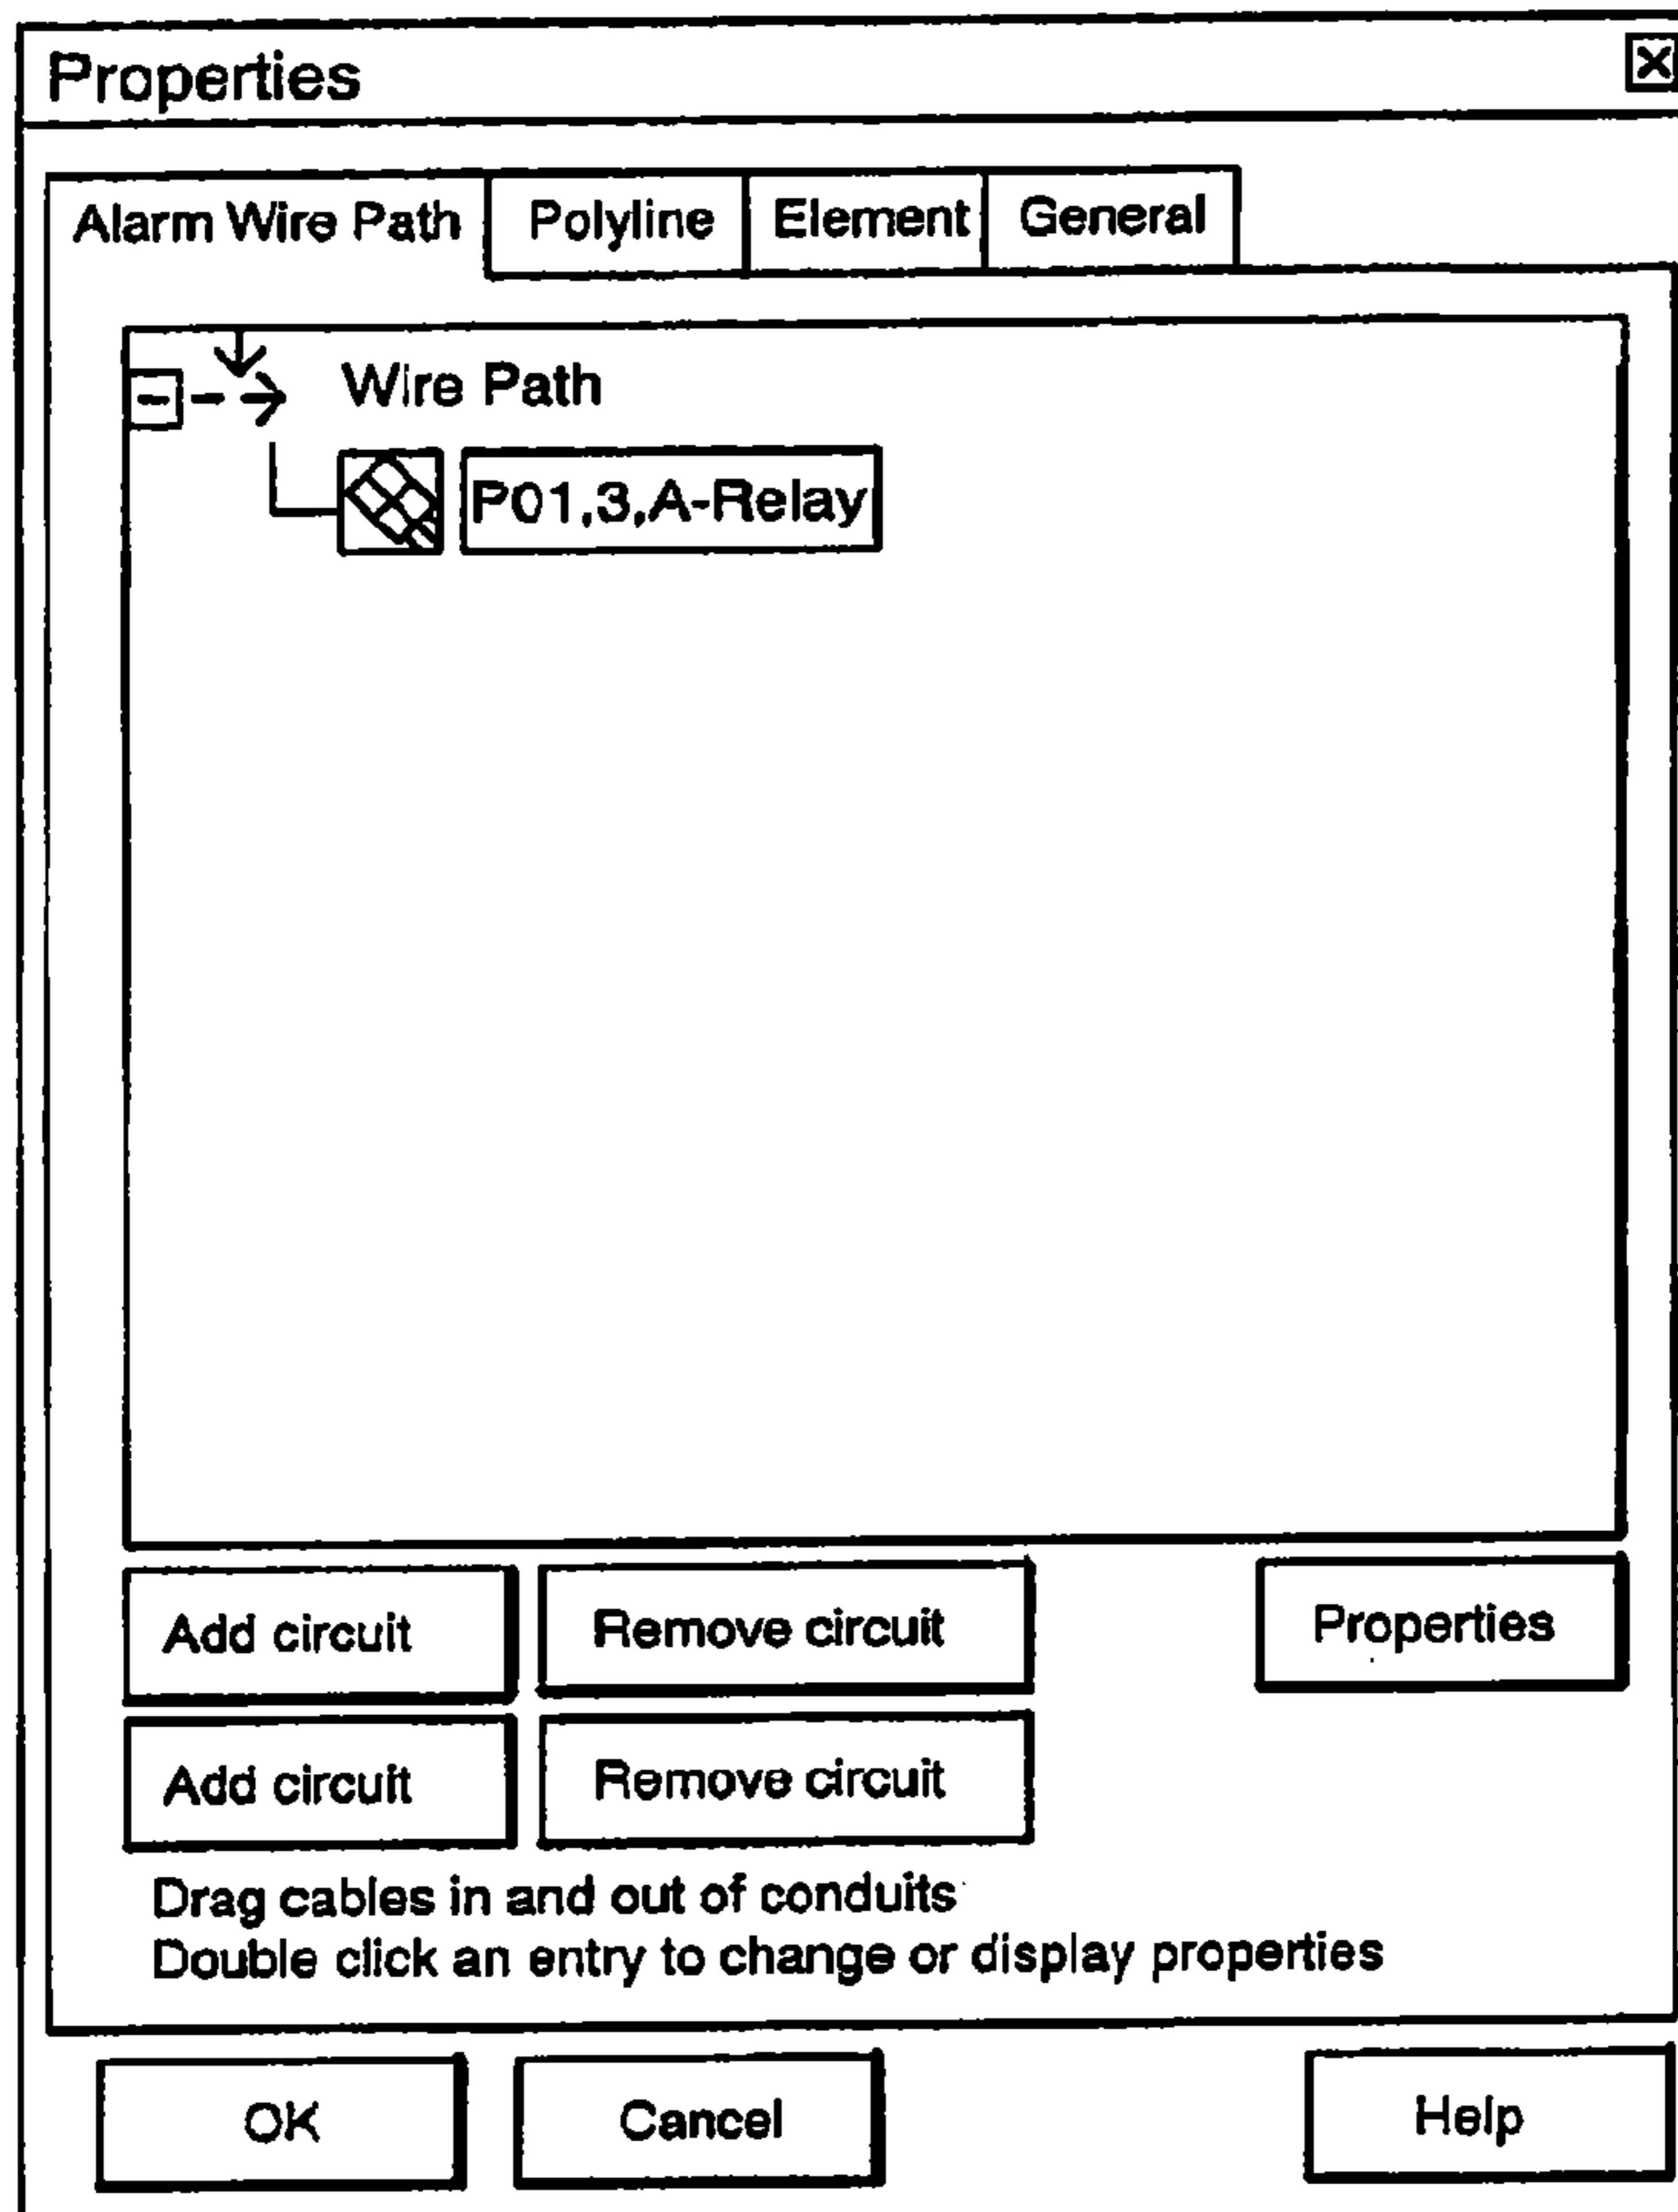 Properties
Alarm Wire Path Polyline Element General
Wire Path
P01,3,A-Relay
Add circuit Remove circuit Properties
Add circuit Remove circuit
Drag cables in and out of conduits
Double click an entry to change or display properties
OK Cancel Help